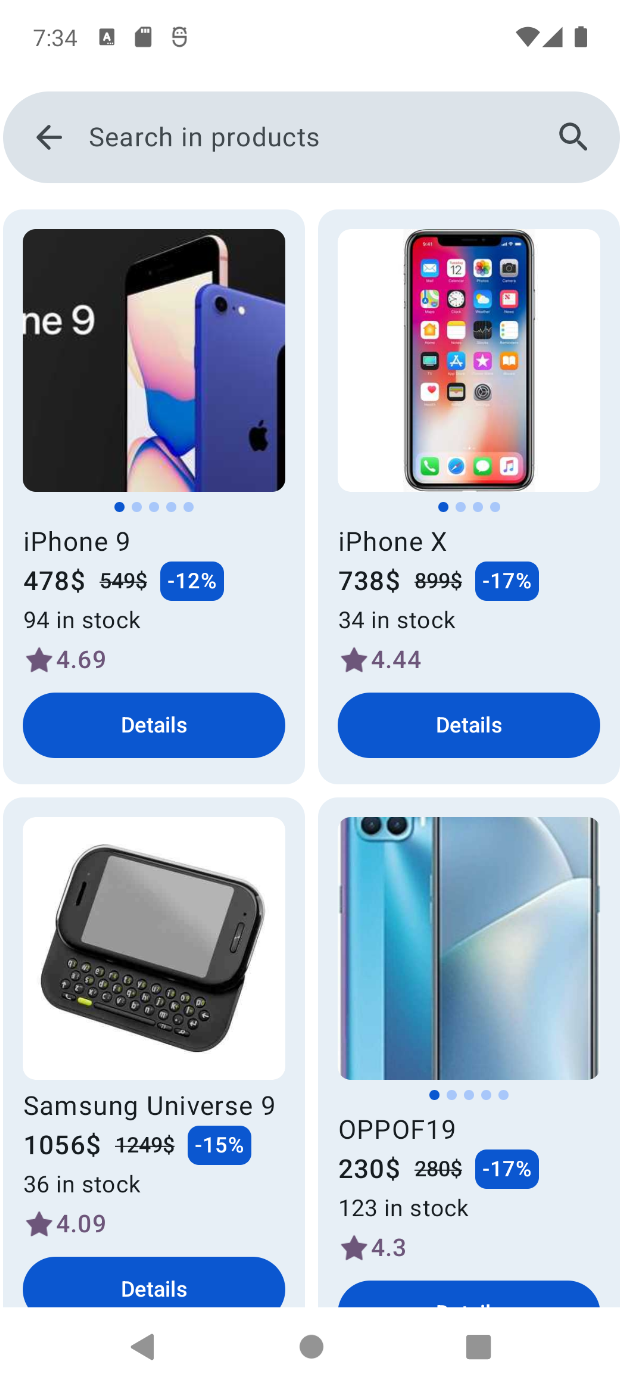 7:34
Search in products
ne 9
iPhone 9
478$ 549$ -12%
94 in stock
4.69
Details
iPhone X
738$ 899$ -17%
34 in stock
4.44
Details
Samsung Universe 9
1056$ 1249$ -15%
36 in stock
4.09
Details
OPPOF19
230$ 280$ -17%
123 in stock
4.3